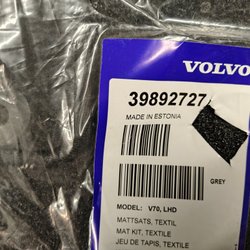 VOLVO
39892727
MADE IN ESTONIA
GREY
MODEL: V70, LHD
MATTSATS, TEXTIL
MAT KIT, TEXTILE
JEU DE TAPIS, TEXTILE